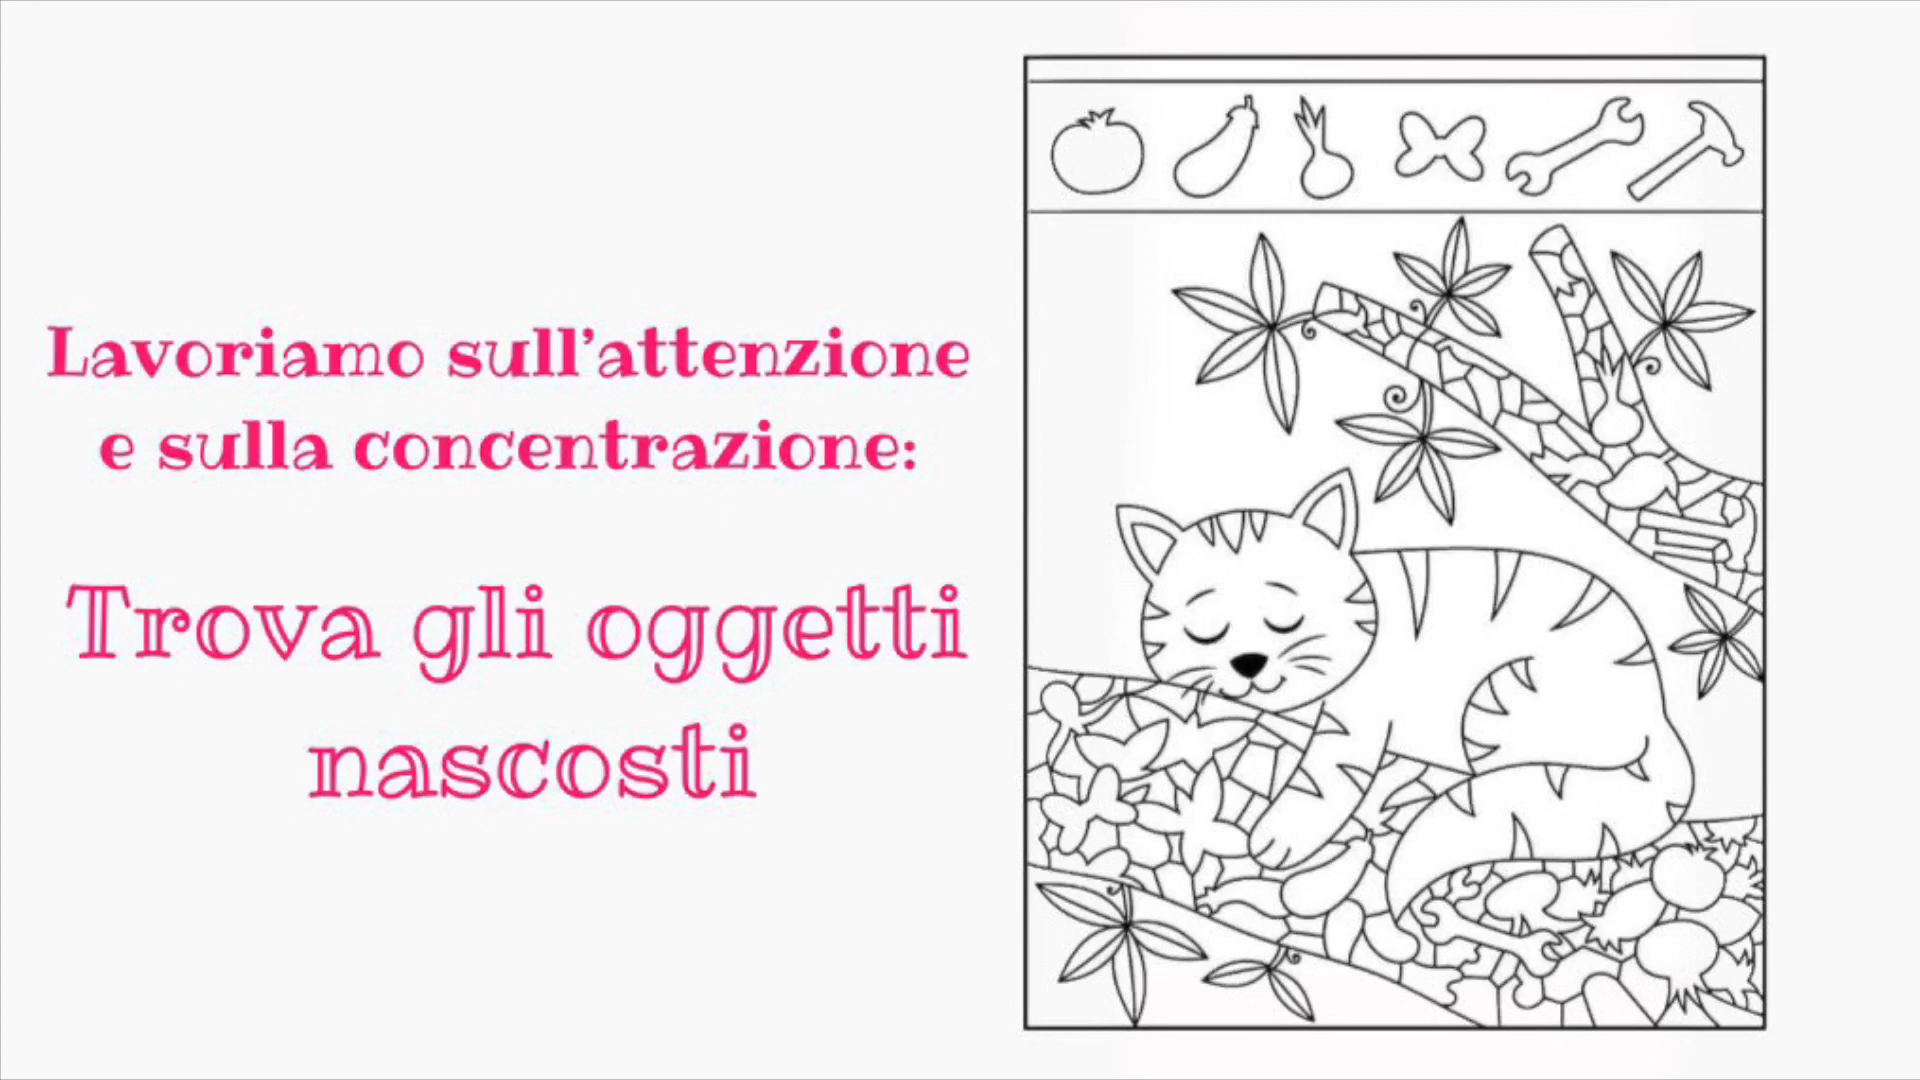 Lavoriamo sull’attenzione
e sulla concentrazione:
Trova gli oggetti
nascosti